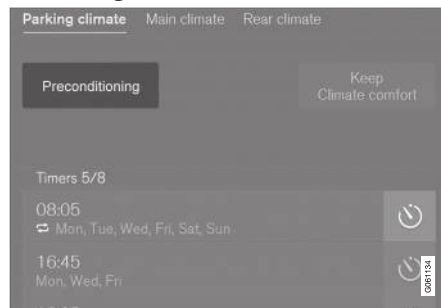 Parking climate Main climate Rear climate
Preconditioning
Keep
Climate comfort
Timers 5/8
08:05
Mon, Tue, Wed, Fri, Sat, Sun
16:45
Mon, Wed, Fri
G061134